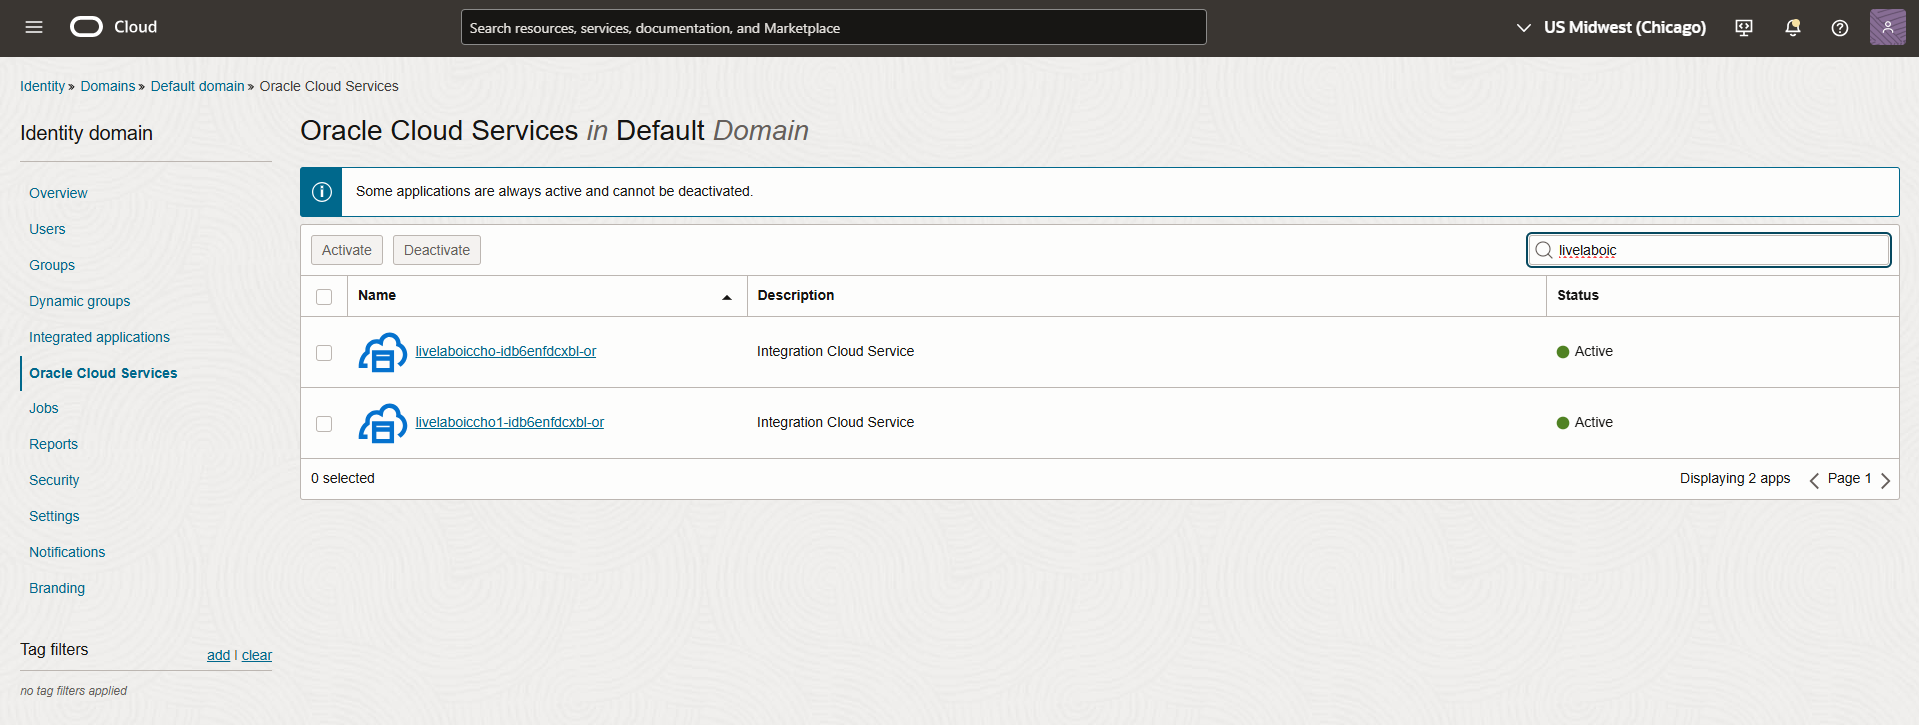 Cloud
Search resources, services, documentation, and Marketplace
US Midwest (Chicago)
Identity » Domains » Default domain » Oracle Cloud Services
Identity domain
Overview
Users
Groups
Dynamic groups
Integrated applications
Oracle Cloud Services
Jobs
Reports
Security
Settings
Notifications
Branding
Tag filters
add | clear
no tag filters applied
Oracle Cloud Services in Default Domain
Some applications are always active and cannot be deactivated.
Activate Deactivate
livelaboic
Name Description Status
livelaboiccho-idb6enfdcxbl-or Integration Cloud Service Active
livelaboiccho1-idb6enfdcxbl-or Integration Cloud Service Active
0 selected Displaying 2 apps Page 1